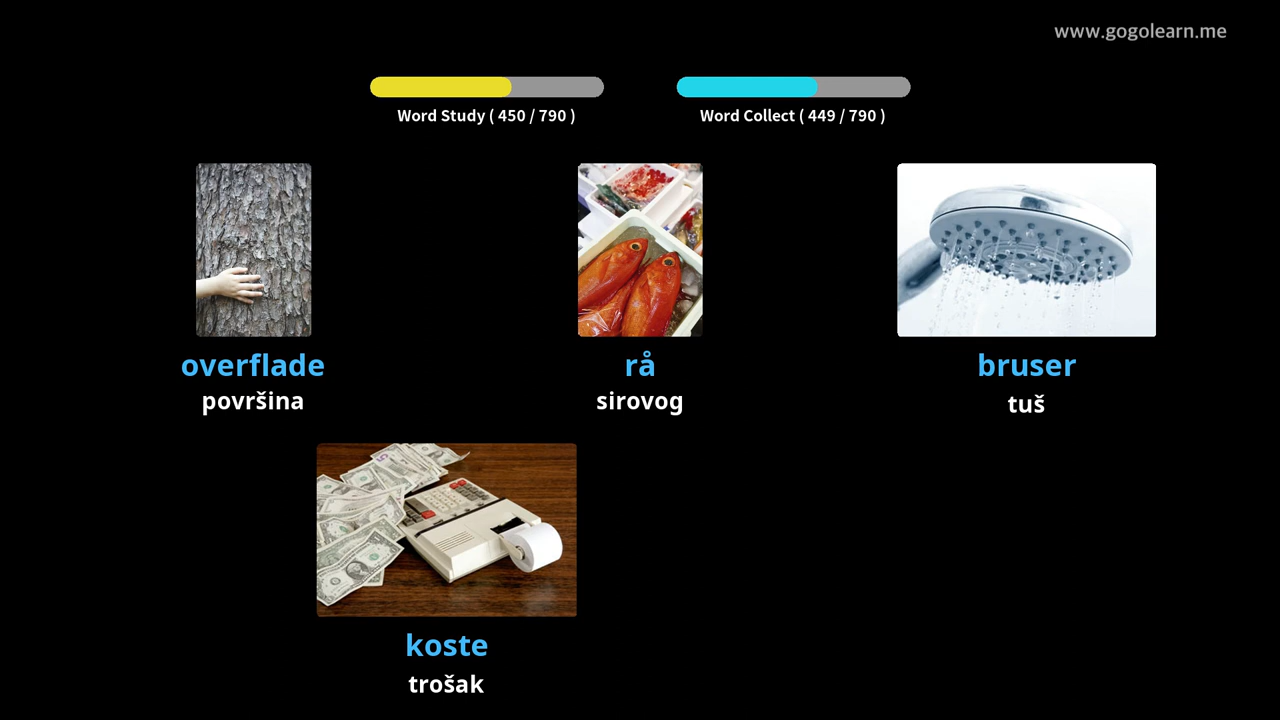 www.gogolearn.me
Word Study ( 450 / 790 )
Word Collect ( 449 / 790 )
overflade
površina
rå
sirovog
bruser
tuš
koste
trošak